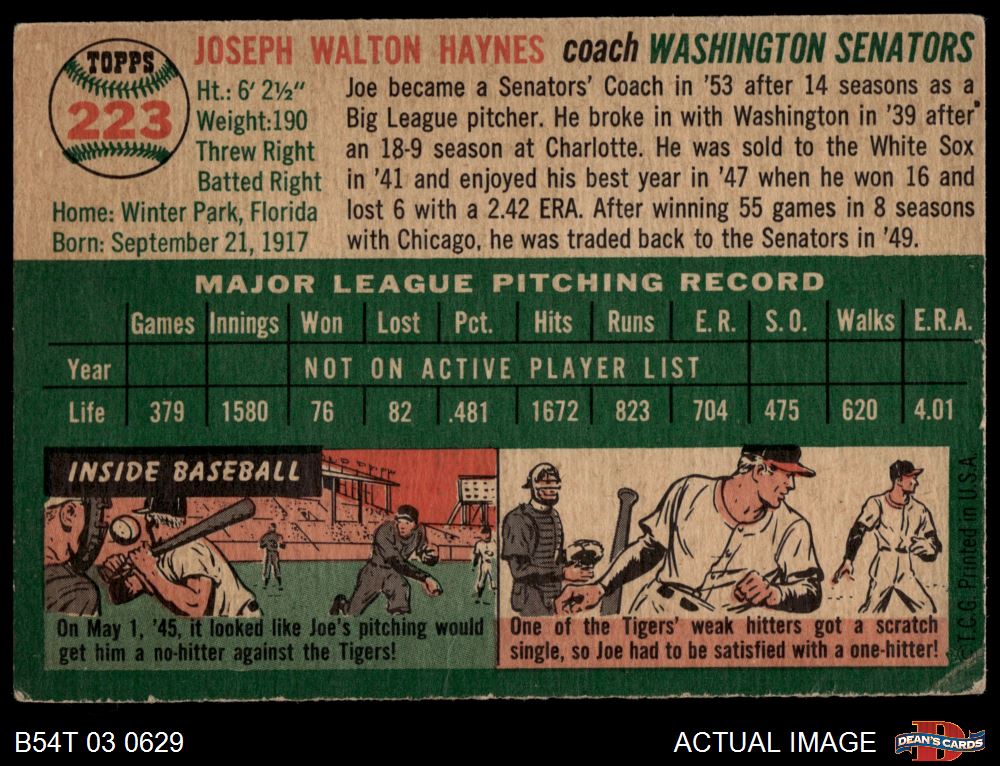 TOPPS
223
JOSEPH WALTON HAYNES coach WASHINGTON SENATORS
Ht.: 6' 2½"
Weight:190
Threw Right
Batted Right
Home: Winter Park, Florida
Born: September 21, 1917
Joe became a Senators' Coach in '53 after 14 seasons as a
Big League pitcher. He broke in with Washington in '39 after
an 18-9 season at Charlotte. He was sold to the White Sox
in '41 and enjoyed his best year in '47 when he won 16 and
lost 6 with a 2.42 ERA. After winning 55 games in 8 seasons
with Chicago, he was traded back to the Senators in '49.
MAJOR LEAGUE PITCHING RECORD
Games Innings Won Lost Pct. Hits Runs E. R. S. O. Walks E.R.A.
Year NOT ON ACTIVE PLAYER LIST
Life 379 1580 76 82 .481 1672 823 704 475 620 4.01
INSIDE BASEBALL
On May 1, '45, it looked like Joe's pitching would
get him a no-hitter against the Tigers!
One of the Tigers' weak hitters got a scratch
single, so Joe had to be satisfied with a one-hitter!
©T.C.G. Printed in U.S.A.
B54T 03 0629
ACTUAL IMAGE
DEAN'S CARDS